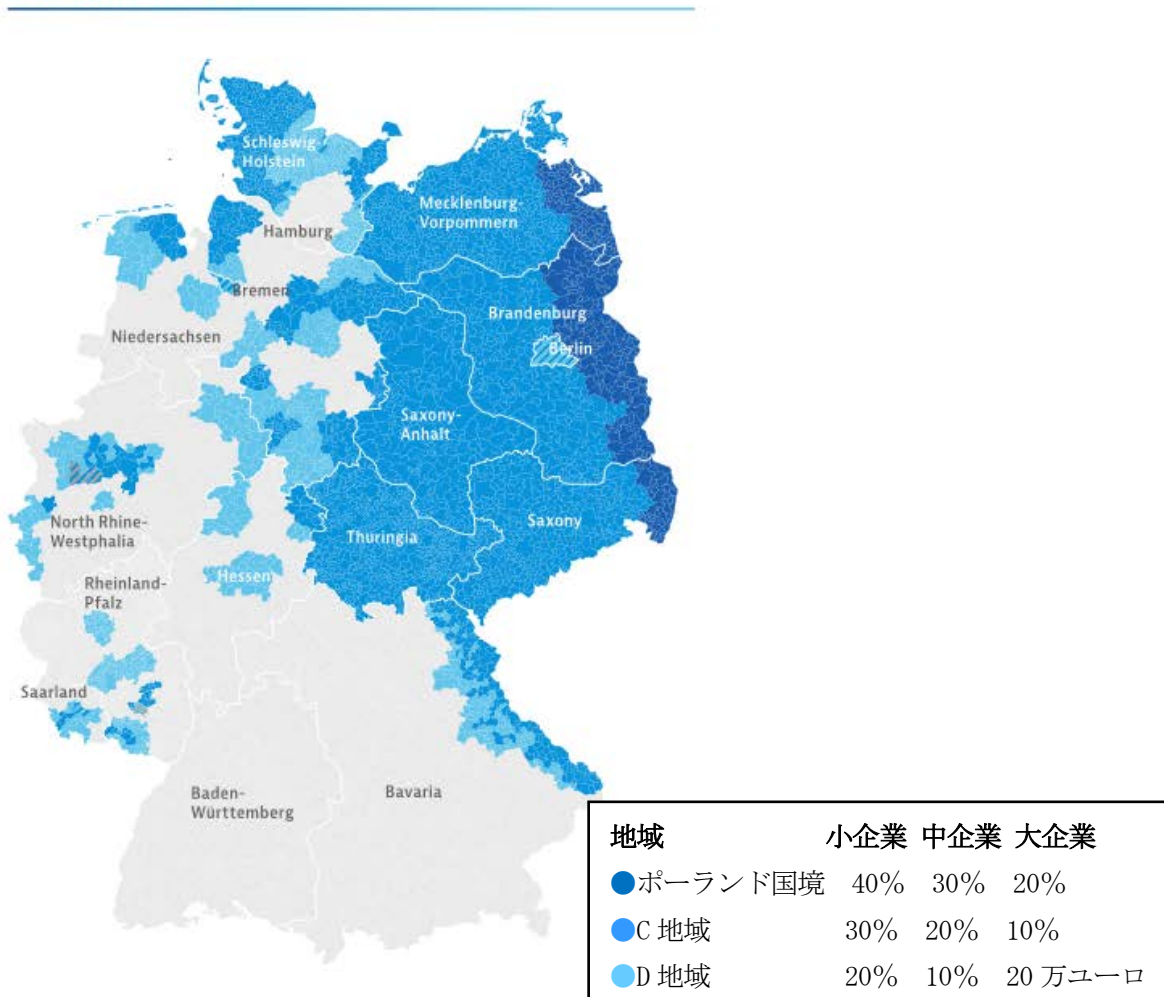 Schleswig-
Holstein
Mecklenburg-
Vorpommern
Hamburg
Bremen
Brandenburg
Niedersachsen
Berlin
Saxony-
Anhalt
North Rhine-
Westphalia
Saxony
Thuringia
Hessen
Rheinland-
Pfalz
Saarland
Baden-
Württemberg
Bavaria
地域 小企業 中企業 大企業
ポーランド国境 40% 30% 20%
C 地域 30% 20% 10%
D 地域 20% 10% 20 万ユーロ